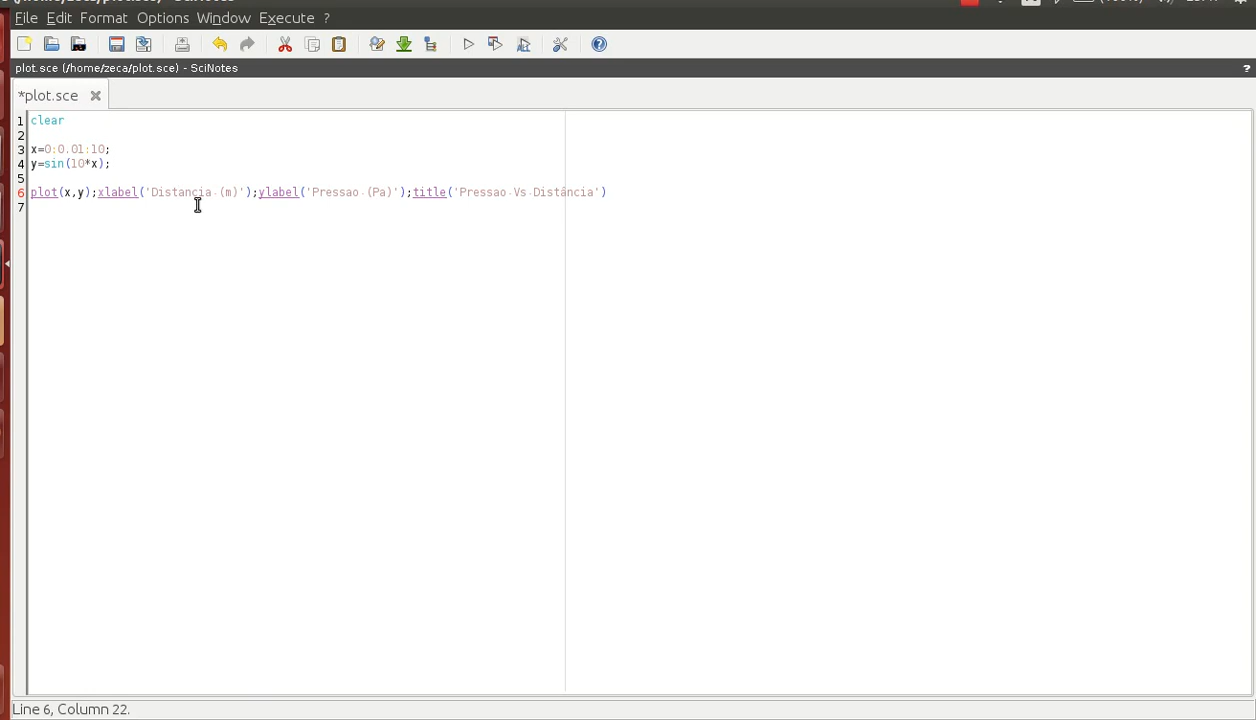 File Edit Format Options Window Execute ?
plot.sce (/home/zeca/plot.sce) - SciNotes
?
*plot.sce
1 clear
2
3 x=0:0.01:10;
4 y=sin(10*x);
5
6 plot(x,y);xlabel('Distancia (m)');ylabel('Pressao (Pa)');title('Pressao Vs Distância')
7
Line 6, Column 22.